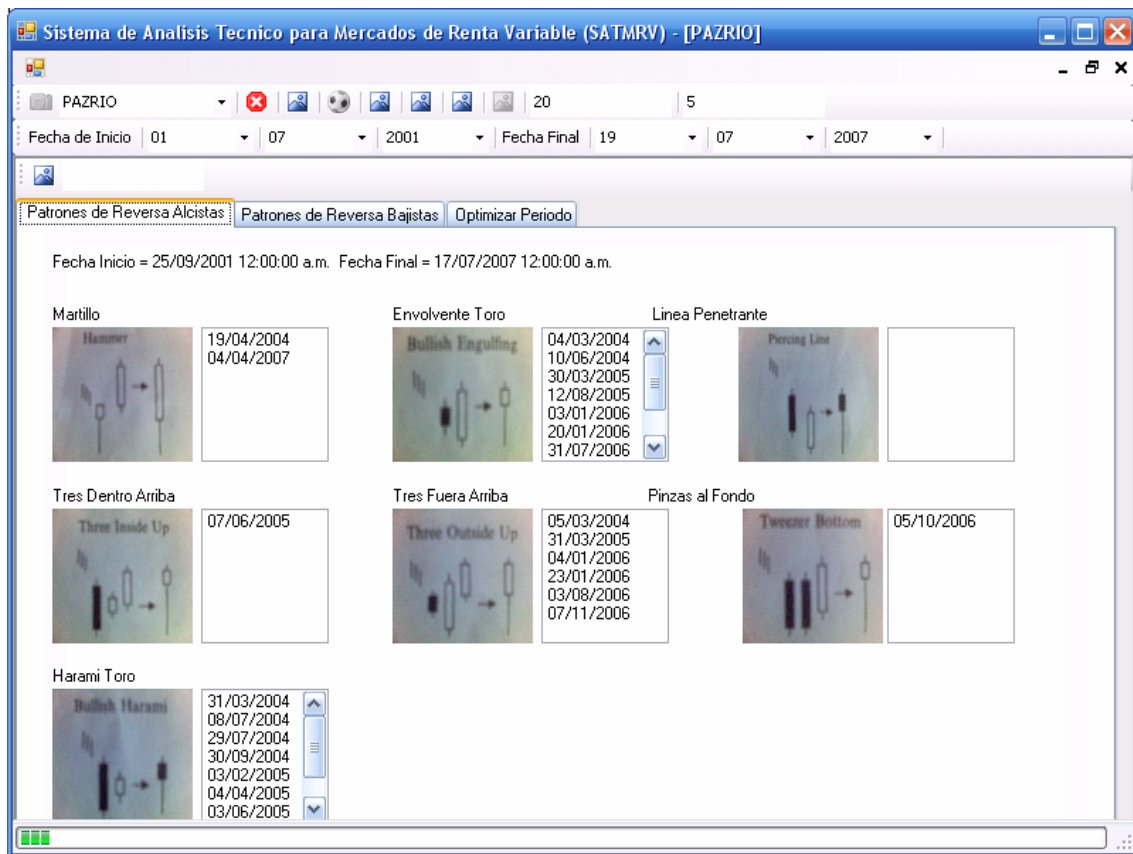 Sistema de Analisis Tecnico para Mercados de Renta Variable (SATMRV) - [PAZRIO]
PAZRIO 20 5
Fecha de Inicio 01 07 2001 Fecha Final 19 07 2007
Patrones de Reversa Alcistas Patrones de Reversa Bajistas Optimizar Periodo
Fecha Inicio = 25/09/2001 12:00:00 a.m. Fecha Final = 17/07/2007 12:00:00 a.m.
Martillo
Hammer
19/04/2004
04/04/2007
Envolvente Toro
Bullish Engulfing
04/03/2004
10/06/2004
30/03/2005
12/08/2005
03/01/2006
20/01/2006
31/07/2006
Linea Penetrante
Piercing Line
Tres Dentro Arriba
Three Inside Up
07/06/2005
Tres Fuera Arriba
Three Outside Up
05/03/2004
31/03/2005
04/01/2006
23/01/2006
03/08/2006
07/11/2006
Pinzas al Fondo
Tweezer Bottom
05/10/2006
Harami Toro
Bullish Harami
31/03/2004
08/07/2004
29/07/2004
30/09/2004
03/02/2005
04/04/2005
03/06/2005